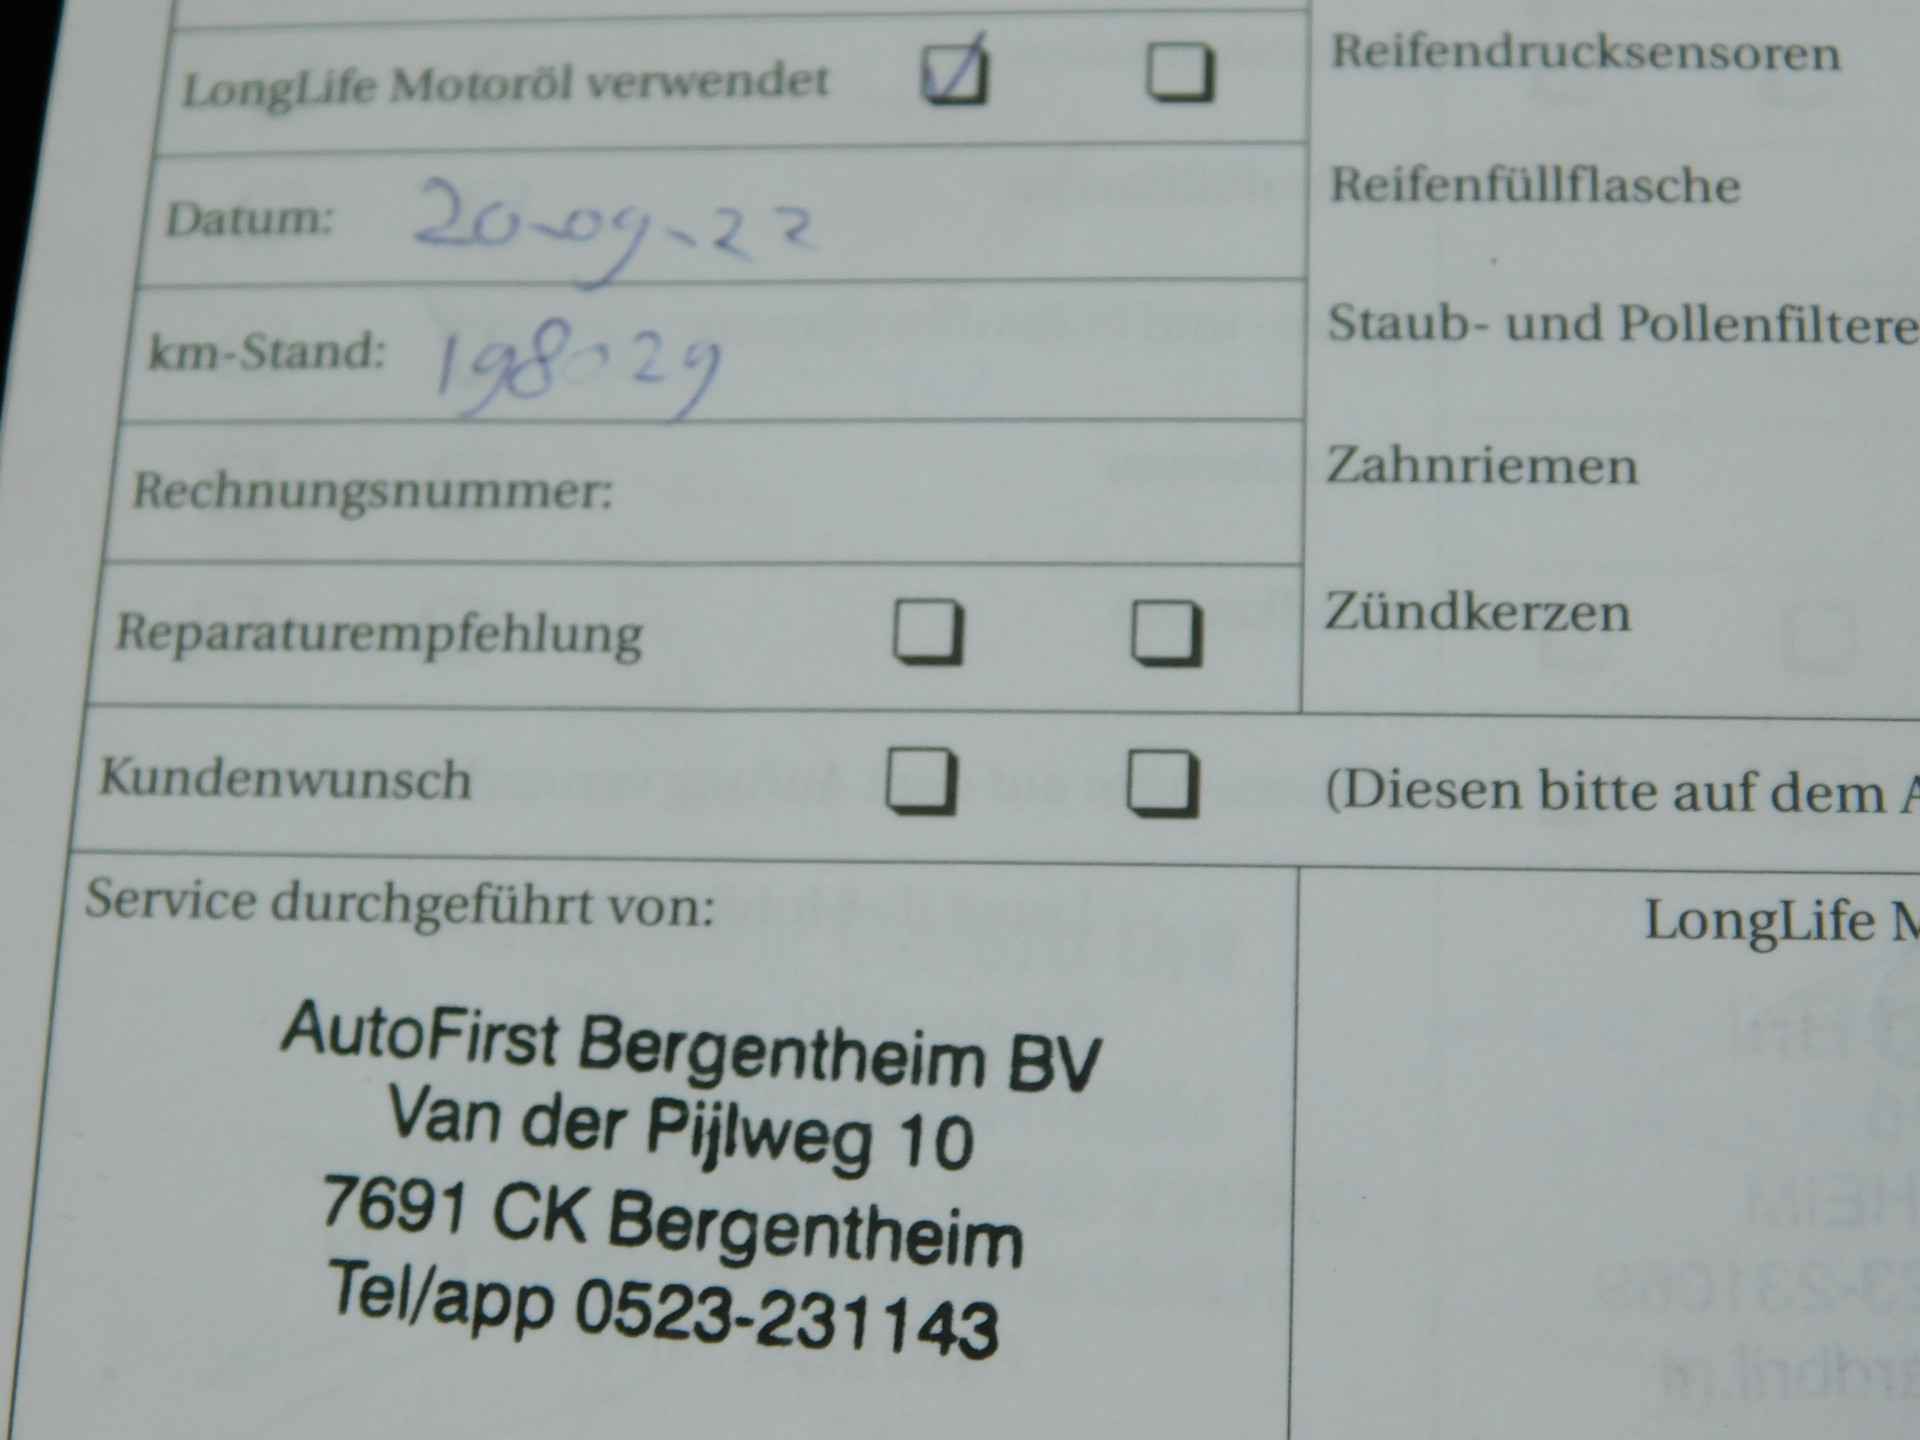 LongLife Motoröl verwendet
Datum: 20-09-22
km-Stand: 198029
Rechnungsnummer:
Reparaturempfehlung
Reifendrucksensoren
Reifenfüllflasche
Staub- und Pollenfiltere
Zahnriemen
Zündkerzen
Kundenwunsch
(Diesen bitte auf dem A
Service durchgeführt von:
AutoFirst Bergentheim BV
Van der Pijlweg 10
7691 CK Bergentheim
Tel/app 0523-231143
LongLife M